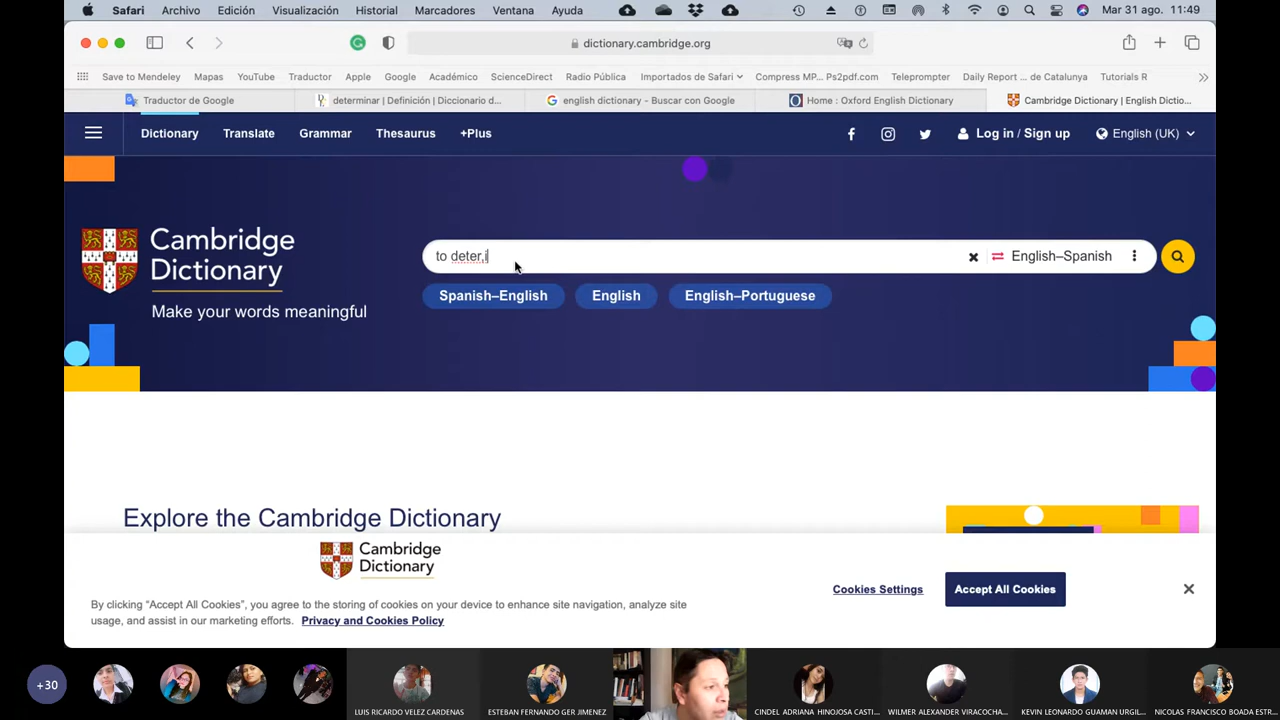 Safari Archivo Edición Visualización Historial Marcadores Ventana Ayuda Mar 31 ago. 11:49
dictionary.cambridge.org
Save to Mendeley Mapas YouTube Traductor Apple Google Académico ScienceDirect Radio Pública Importados de Safari Compress MP... Ps2pdf.com Teleprompter Daily Report ... de Catalunya Tutorials R
Traductor de Google determinar | Definición | Diccionario d... english dictionary - Buscar con Google Home : Oxford English Dictionary Cambridge Dictionary | English Dictio...
Dictionary Translate Grammar Thesaurus +Plus Log in / Sign up English (UK)
Cambridge
Dictionary
Make your words meaningful
to deter,i English–Spanish
Spanish–English English English–Portuguese
Explore the Cambridge Dictionary
Cambridge
Dictionary
By clicking “Accept All Cookies”, you agree to the storing of cookies on your device to enhance site navigation, analyze site
usage, and assist in our marketing efforts. Privacy and Cookies Policy
Cookies Settings Accept All Cookies
+30
LUIS RICARDO VELEZ CARDENAS ESTEBAN FERNANDO GER JIMENEZ CINDEL ADRIANA HINOJOSA CASTI... WILMER ALEXANDER VIRACOCHA... KEVIN LEONARDO GUAMAN URGIL... NICOLAS FRANCISCO BOADA ESTR...